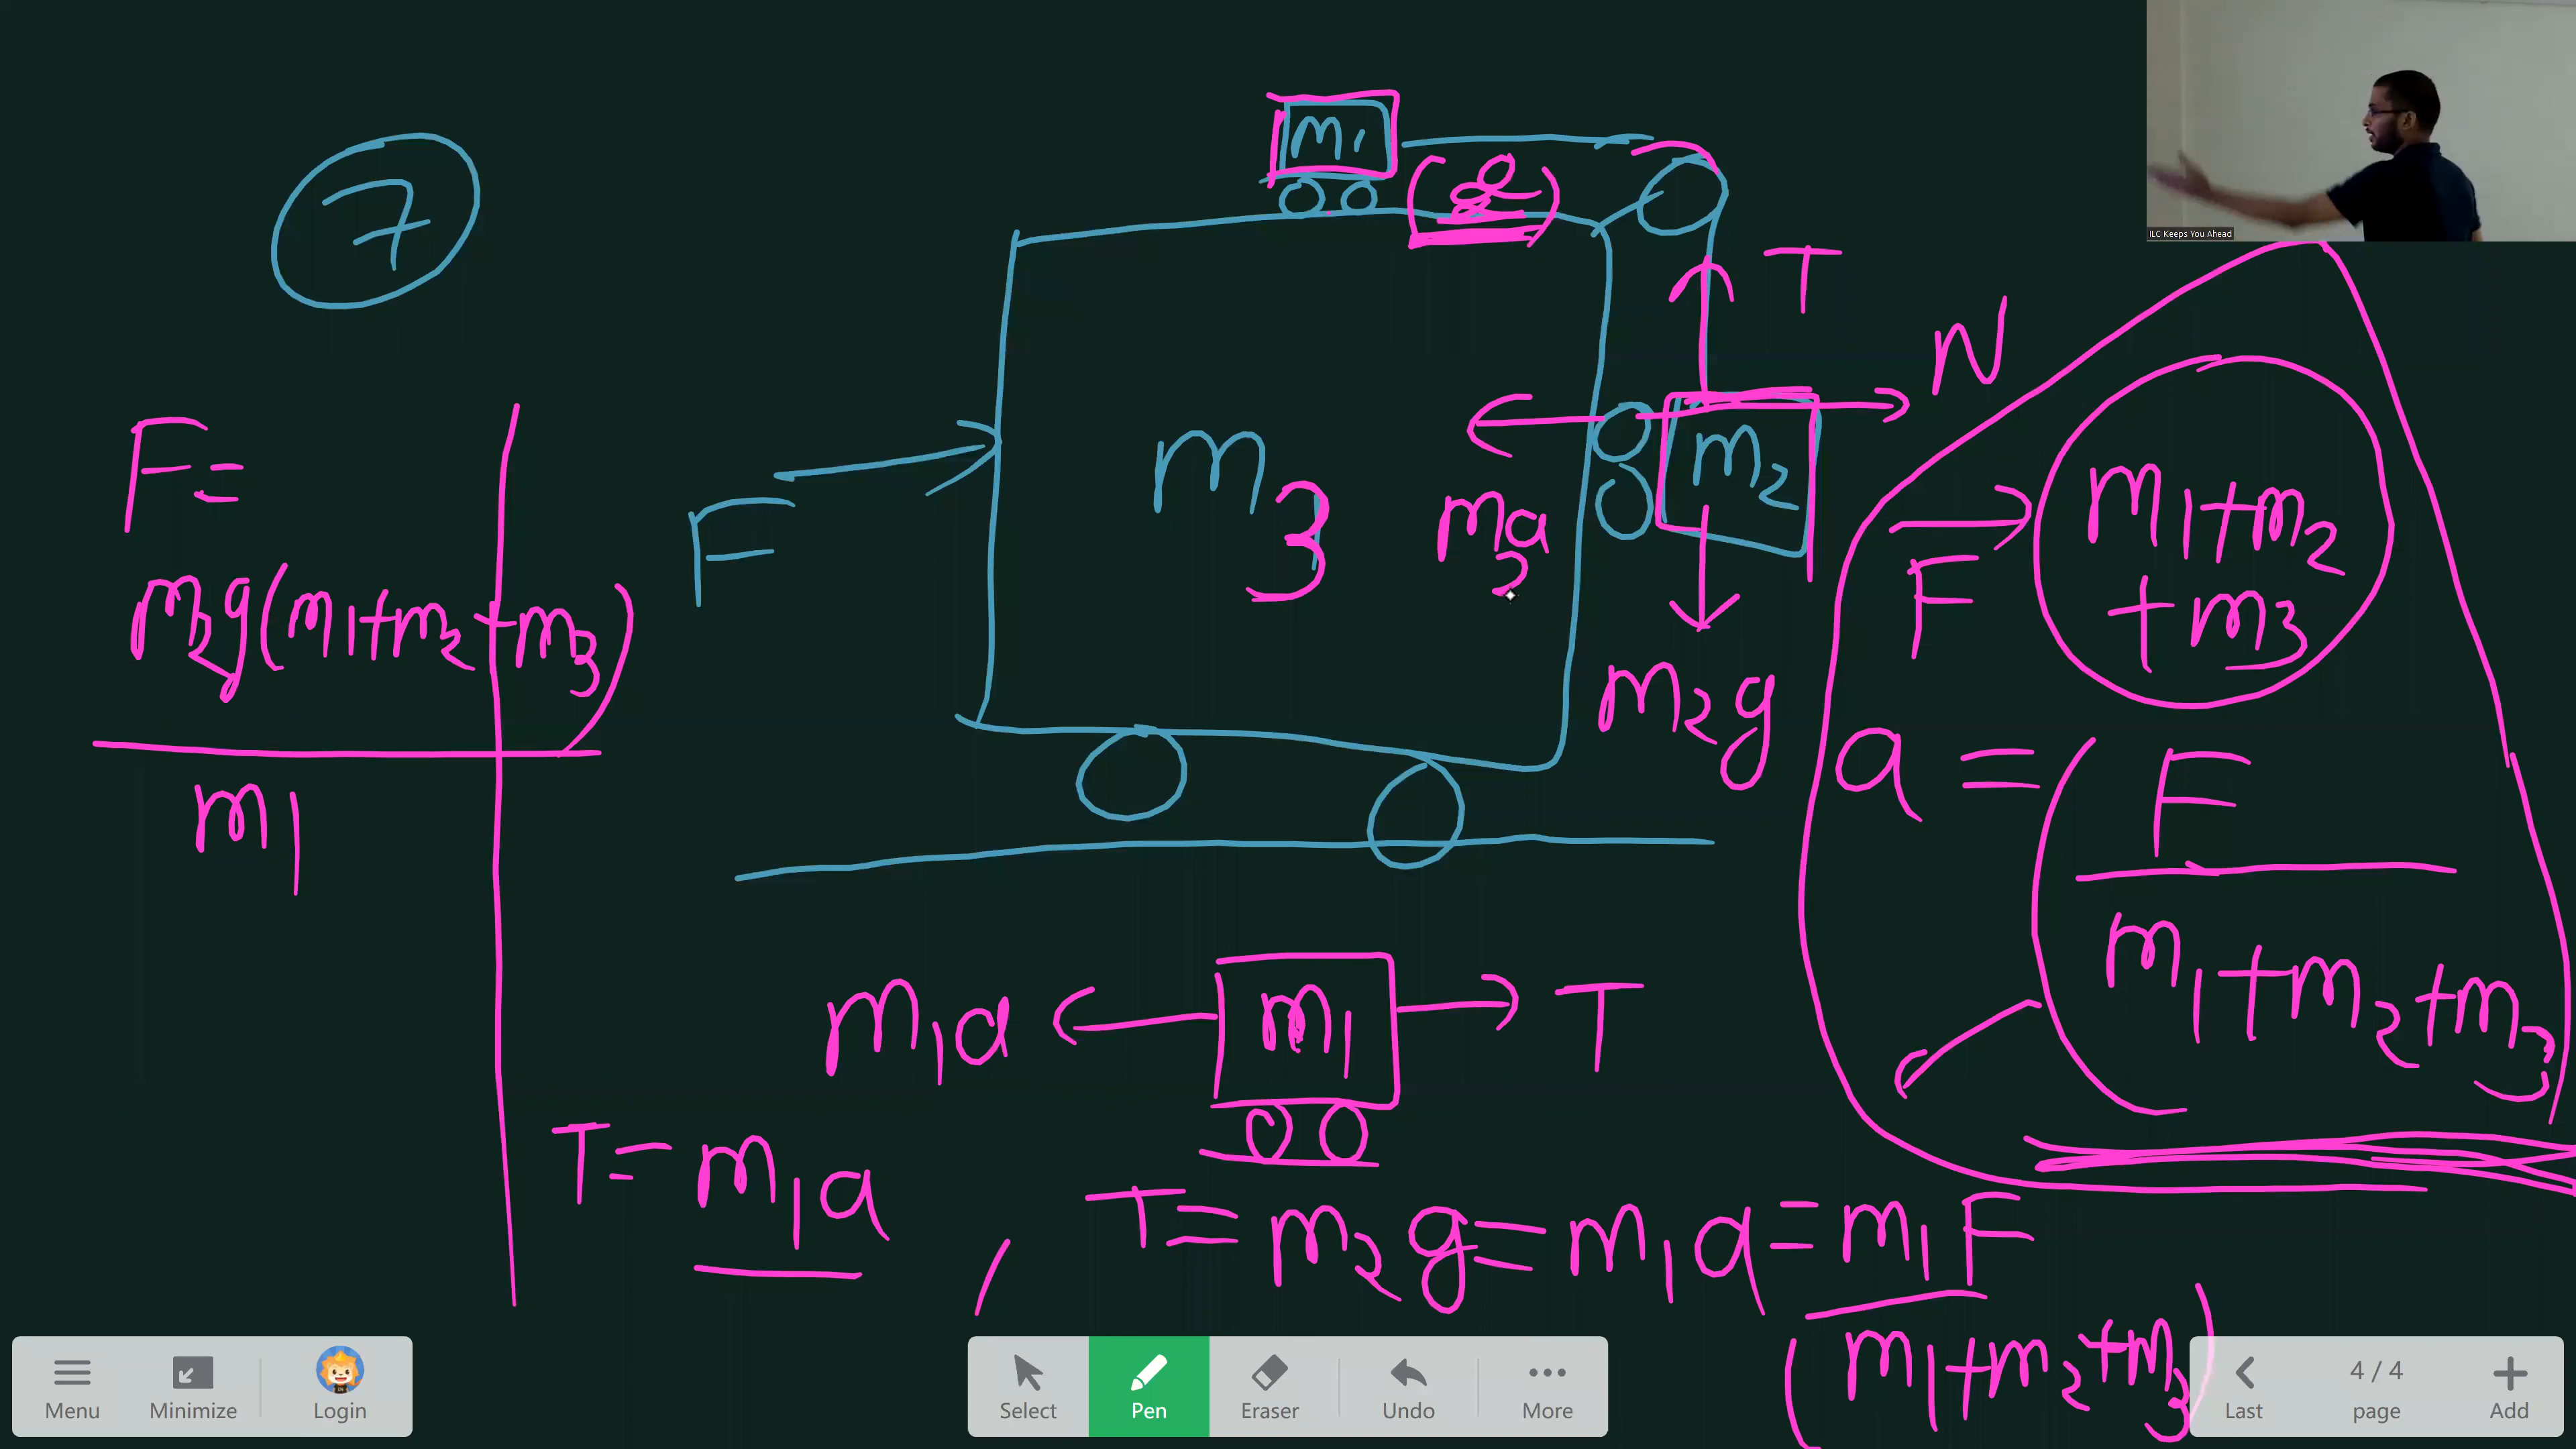 7
m1
T
N
ILC Keeps You Ahead
F
m3
m2
m2a
m2g
F=
m2g(m1+m2+m3)
m1
F
m1+m2
+m3
a = F
m1+m2+m3
m1a
m1
T
T= m1a
, T=m2g=m1a=m1F
(m1+m2+m3)
Menu
Minimize
Login
Select
Pen
Eraser
Undo
More
Last
4 / 4
page
Add